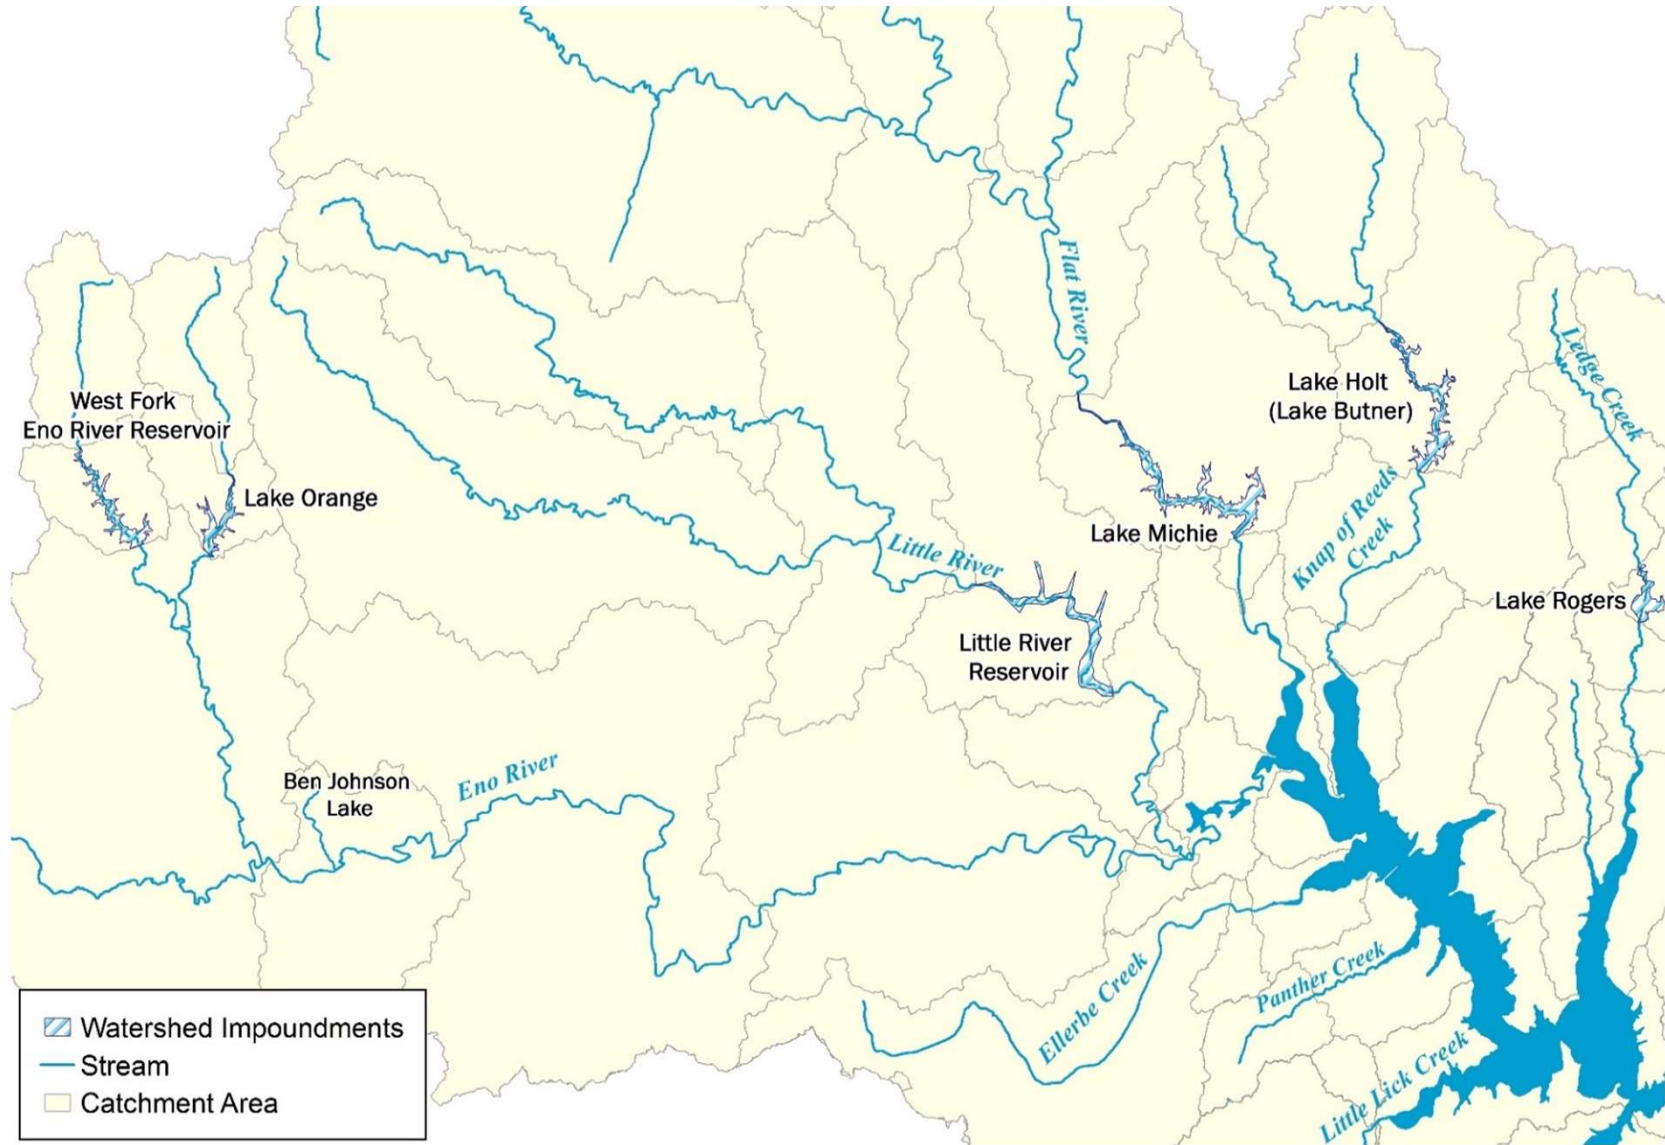 Flat River
Ledge Creek
Lake Holt
(Lake Butner)
West Fork
Eno River Reservoir
Lake Orange
Knap of Reeds
Creek
Lake Michie
Little River
Lake Rogers
Little River
Reservoir
Ben Johnson
Lake
Eno River
Ellerbe Creek
Panther Creek
Little Lick Creek
Watershed Impoundments
Stream
Catchment Area